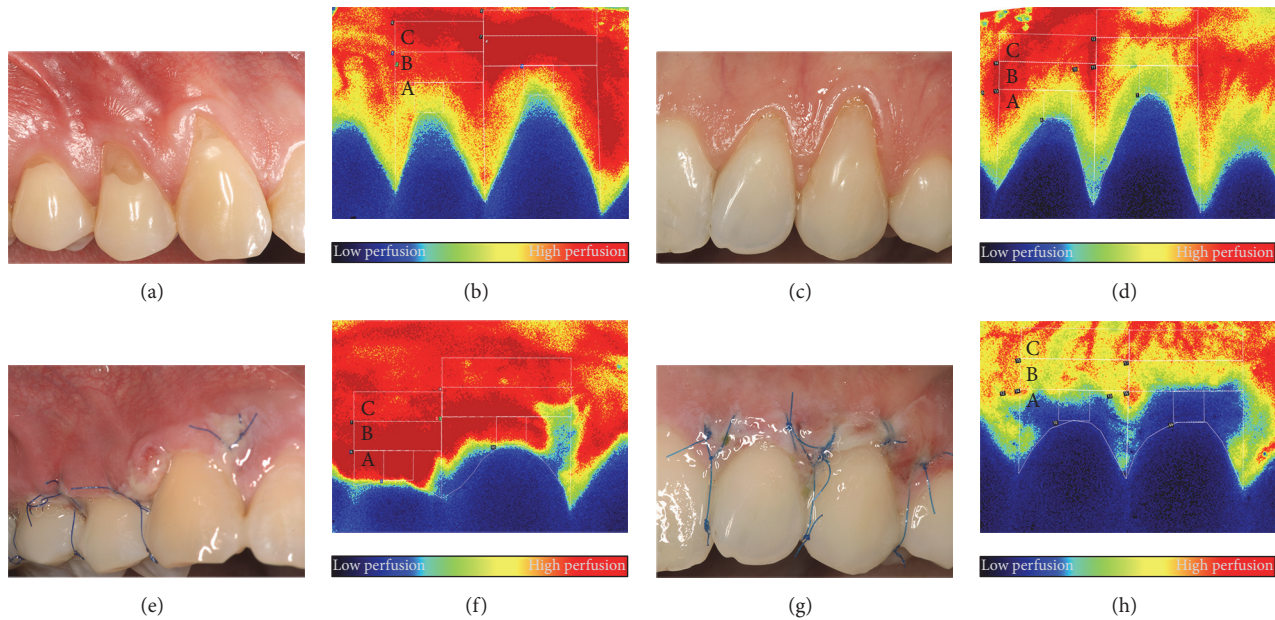 C
B
A
C
B
A
Low perfusion High perfusion
Low perfusion High perfusion
(a)
(b)
(c)
(d)
C
B
A
C
B
A
Low perfusion High perfusion
Low perfusion High perfusion
(e)
(f)
(g)
(h)